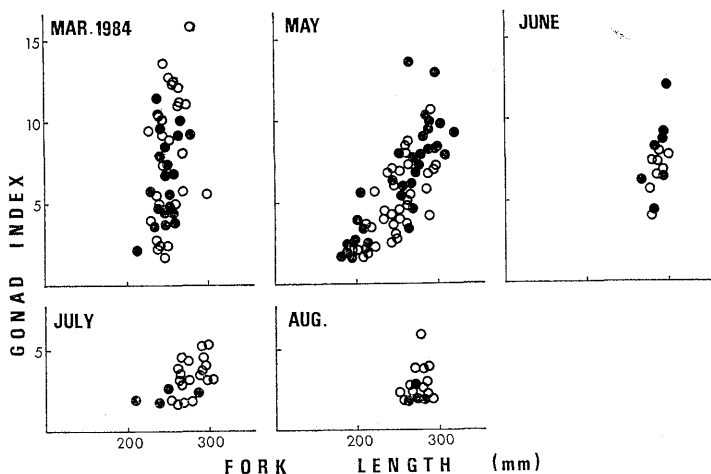 MAR. 1984
MAY
JUNE
15
10
5
GONAD INDEX
JULY
AUG.
5
200 300 200 300
FORK LENGTH (mm)